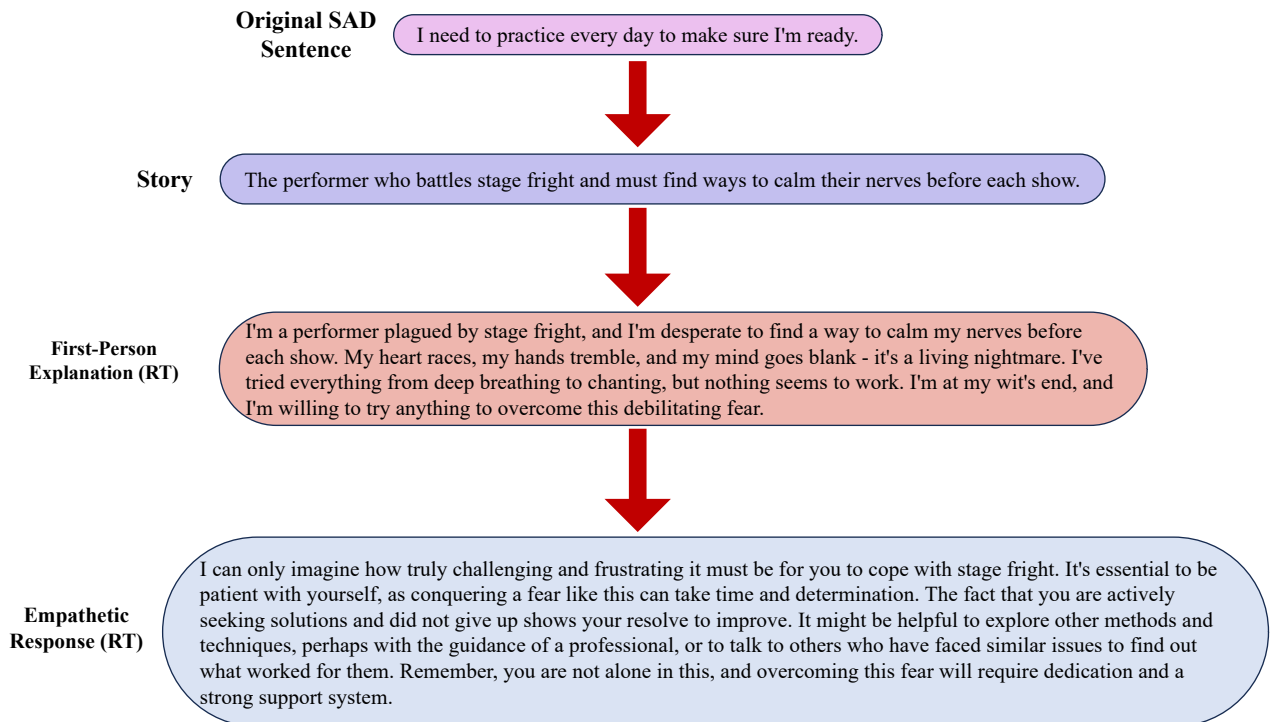 Original SAD
Sentence
I need to practice every day to make sure I'm ready.
Story
The performer who battles stage fright and must find ways to calm their nerves before each show.
First-Person
Explanation (RT)
I'm a performer plagued by stage fright, and I'm desperate to find a way to calm my nerves before
each show. My heart races, my hands tremble, and my mind goes blank - it's a living nightmare. I've
tried everything from deep breathing to chanting, but nothing seems to work. I'm at my wit's end, and
I'm willing to try anything to overcome this debilitating fear.
Empathetic
Response (RT)
I can only imagine how truly challenging and frustrating it must be for you to cope with stage fright. It's essential to be
patient with yourself, as conquering a fear like this can take time and determination. The fact that you are actively
seeking solutions and did not give up shows your resolve to improve. It might be helpful to explore other methods and
techniques, perhaps with the guidance of a professional, or to talk to others who have faced similar issues to find out
what worked for them. Remember, you are not alone in this, and overcoming this fear will require dedication and a
strong support system.